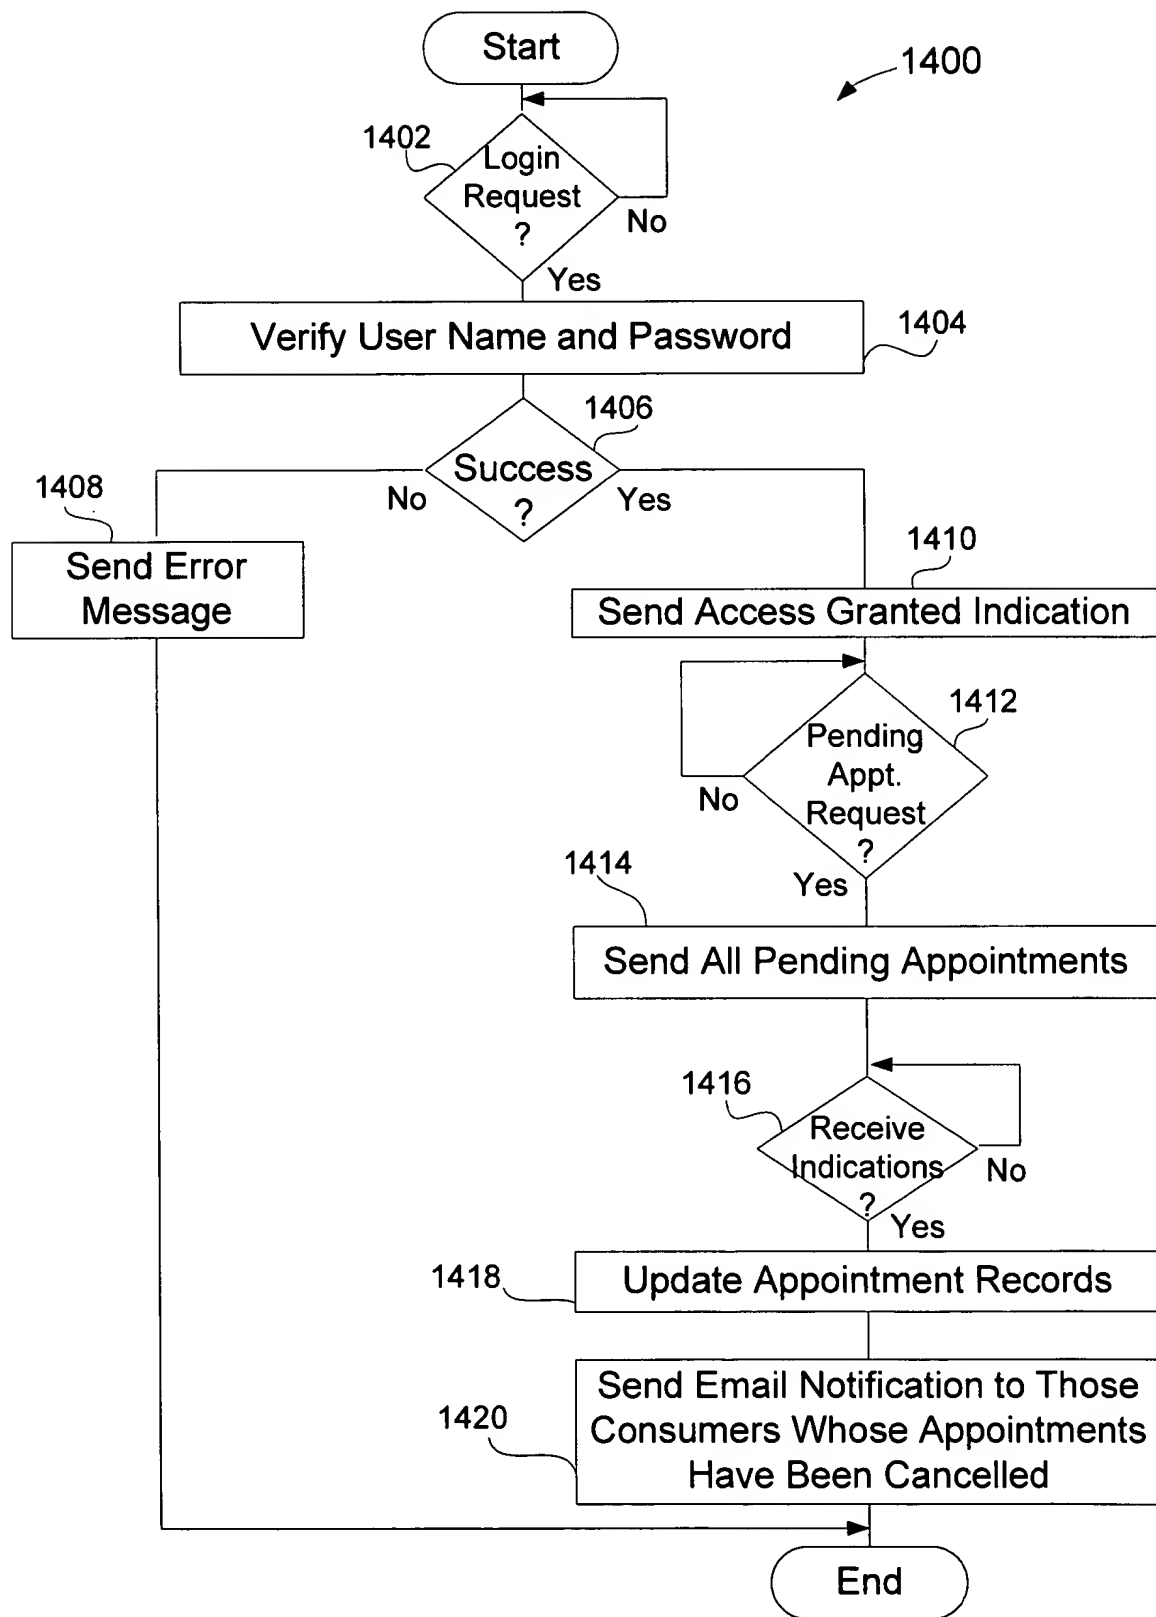 Start
1400
1402
Login
Request
?
No
Yes
Verify User Name and Password
1404
1406
Success
?
No
Yes
1408
Send Error
Message
1410
Send Access Granted Indication
1412
Pending
Appt.
Request
?
No
Yes
1414
Send All Pending Appointments
1416
Receive
Indications
?
No
Yes
1418
Update Appointment Records
1420
Send Email Notification to Those
Consumers Whose Appointments
Have Been Cancelled
End